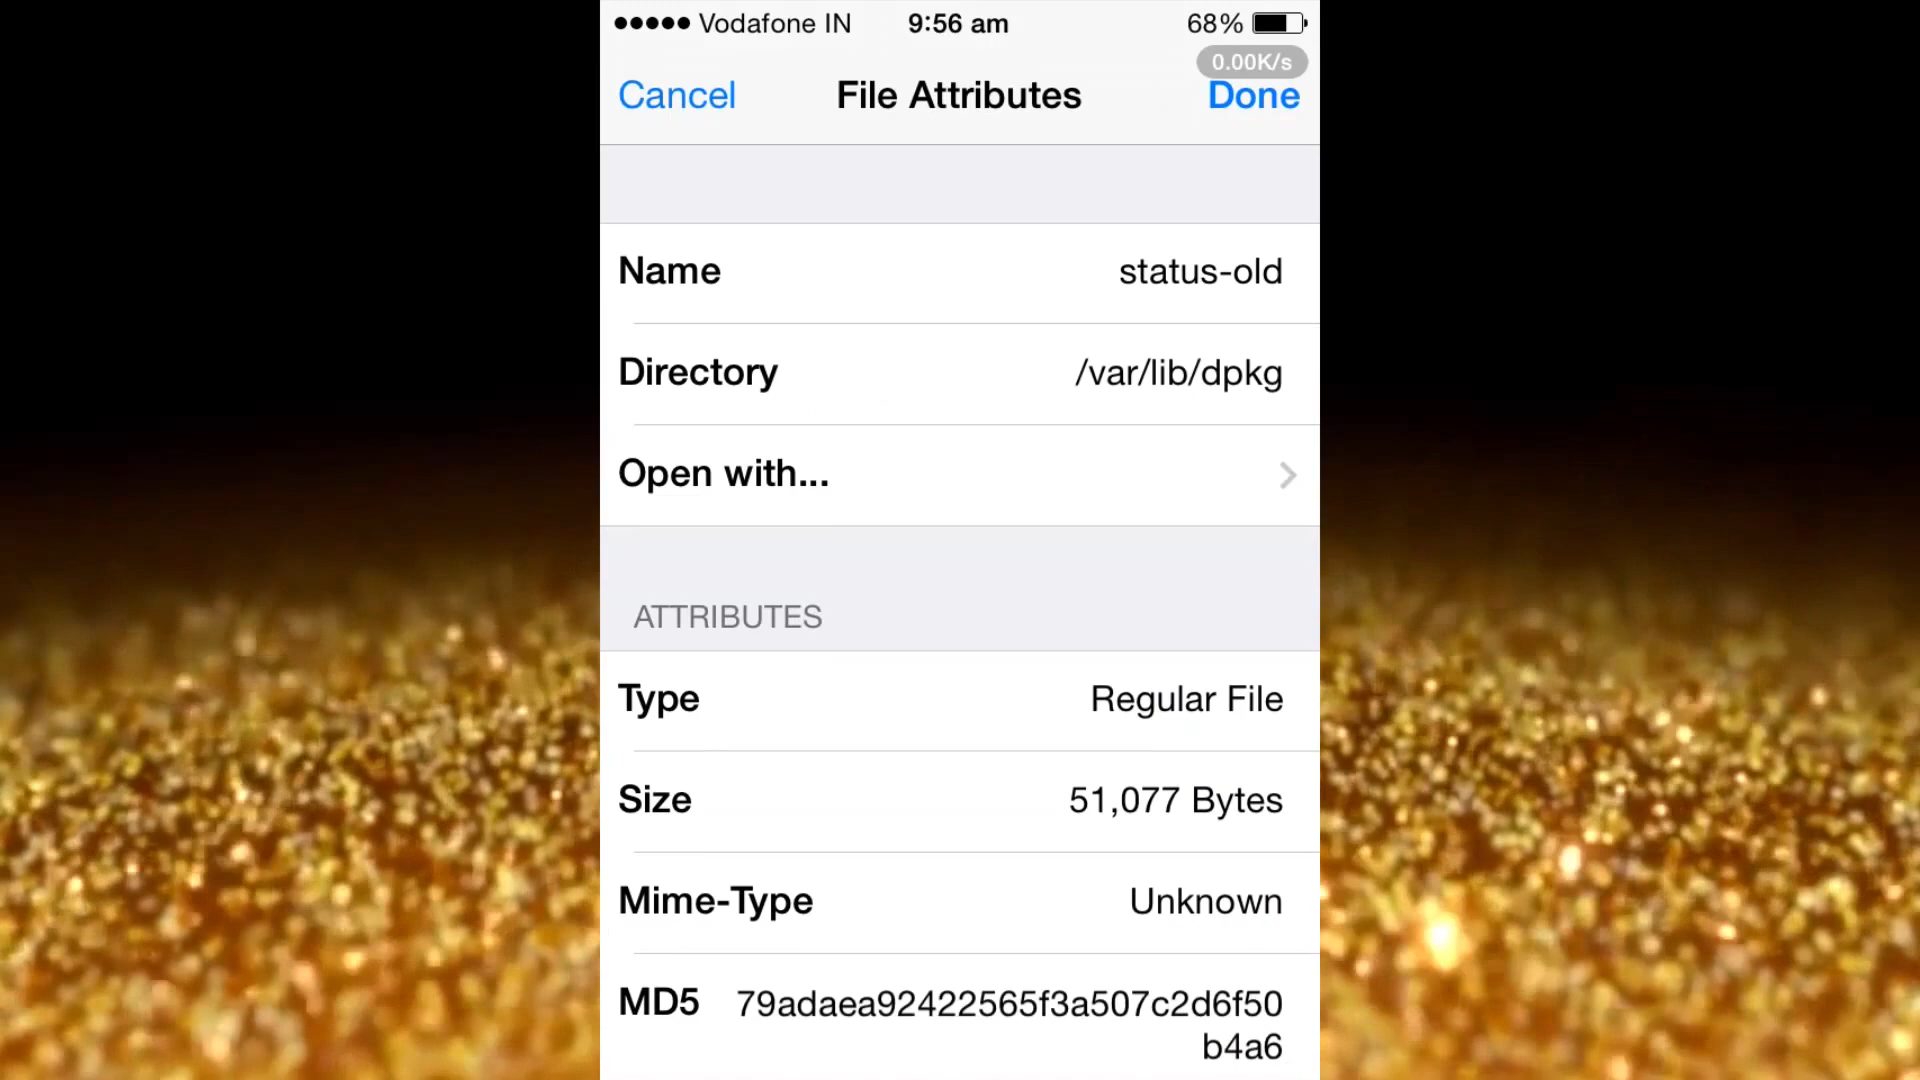 Vodafone IN 9:56 am 68%
0.00K/s
Cancel File Attributes Done
Name status-old
Directory /var/lib/dpkg
Open with...
ATTRIBUTES
Type Regular File
Size 51,077 Bytes
Mime-Type Unknown
MD5 79adaea92422565f3a507c2d6f50
b4a6